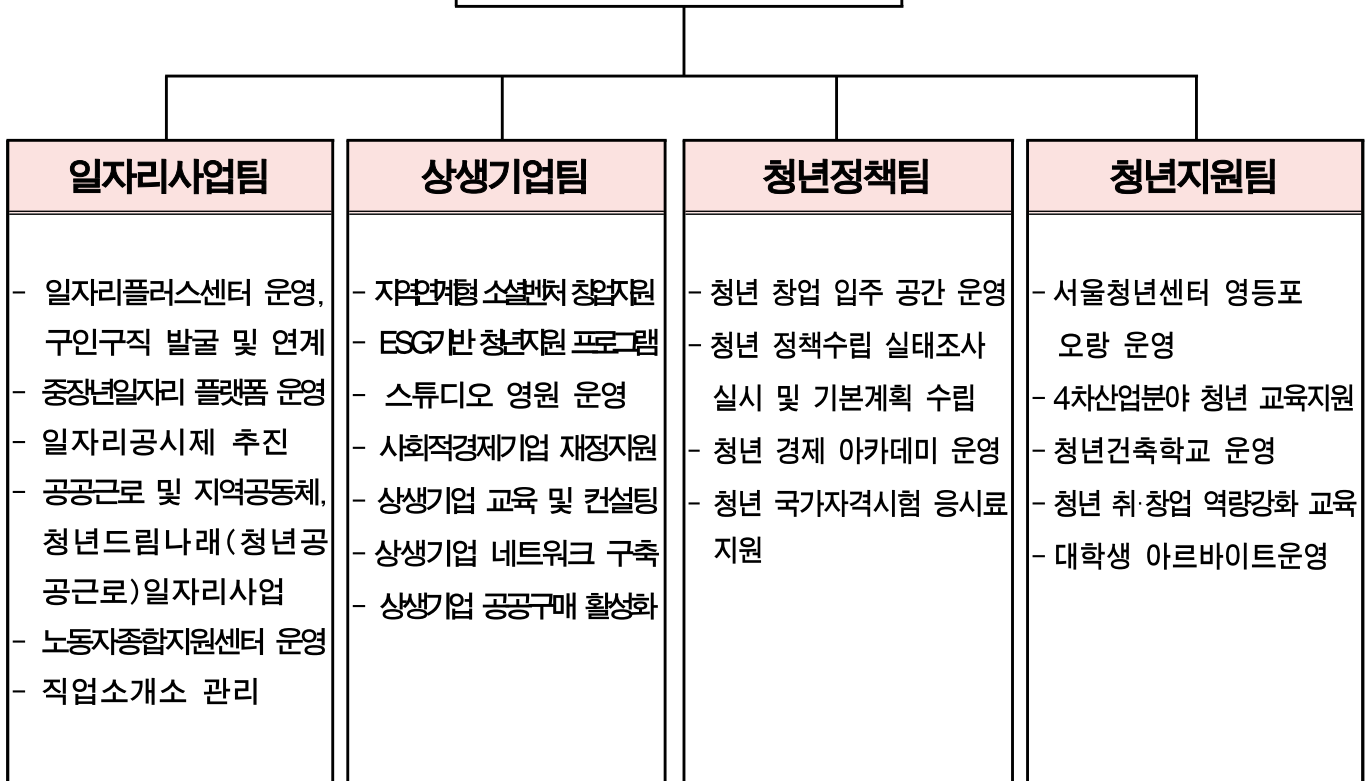 일자리사업팀
- 일자리플러스센터 운영,
구인구직 발굴 및 연계
- 중장년일자리 플랫폼 운영
- 일자리공시제 추진
- 공공근로 및 지역공동체,
청년드림나래(청년공
공근로)일자리사업
- 노동자종합지원센터 운영
- 직업소개소 관리
상생기업팀
- 지역연계형 소셜벤처 창업지원
- ESG기반 청년지원 프로그램
- 스튜디오 영원 운영
- 사회적경제기업 재정지원
- 상생기업 교육 및 컨설팅
- 상생기업 네트워크 구축
- 상생기업 공공구매 활성화
청년정책팀
- 청년 창업 입주 공간 운영
- 청년 정책수립 실태조사
실시 및 기본계획 수립
- 청년 경제 아카데미 운영
- 청년 국가자격시험 응시료
지원
청년지원팀
- 서울청년센터 영등포
오랑 운영
- 4차산업분야 청년 교육지원
- 청년건축학교 운영
- 청년 취·창업 역량강화 교육
- 대학생 아르바이트운영